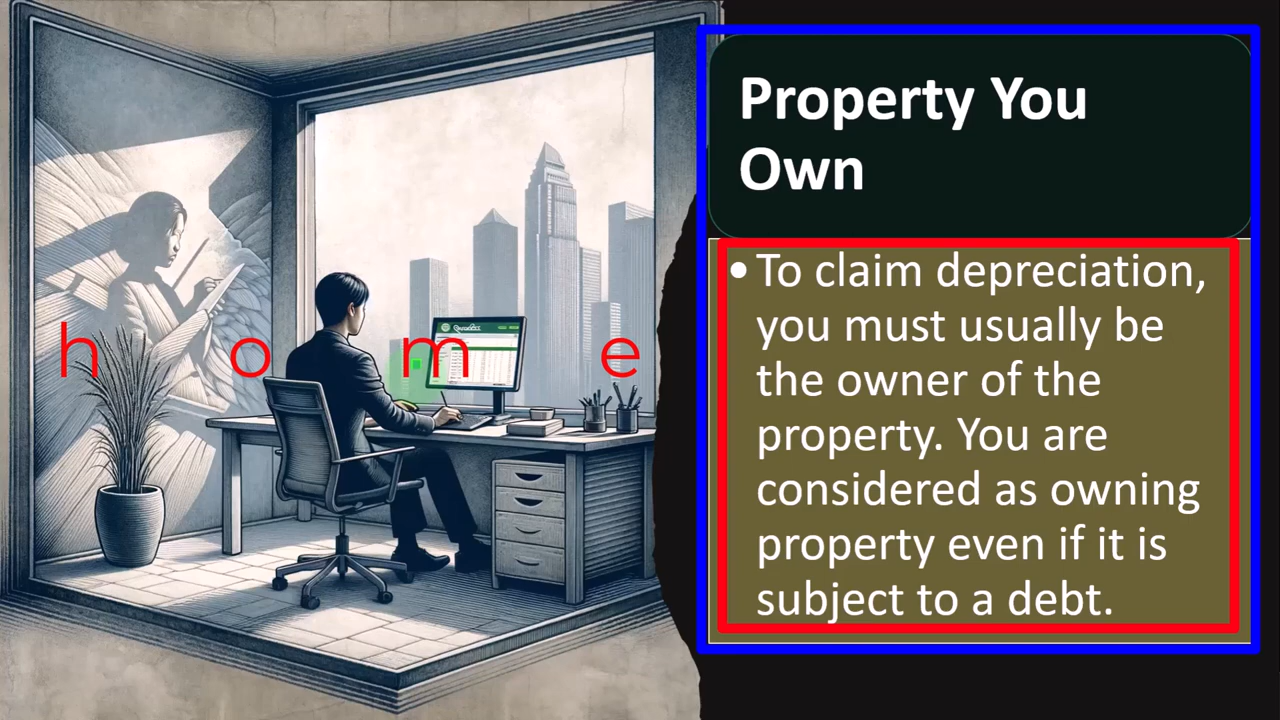 h o m e
Property You
Own
• To claim depreciation,
you must usually be
the owner of the
property. You are
considered as owning
property even if it is
subject to a debt.